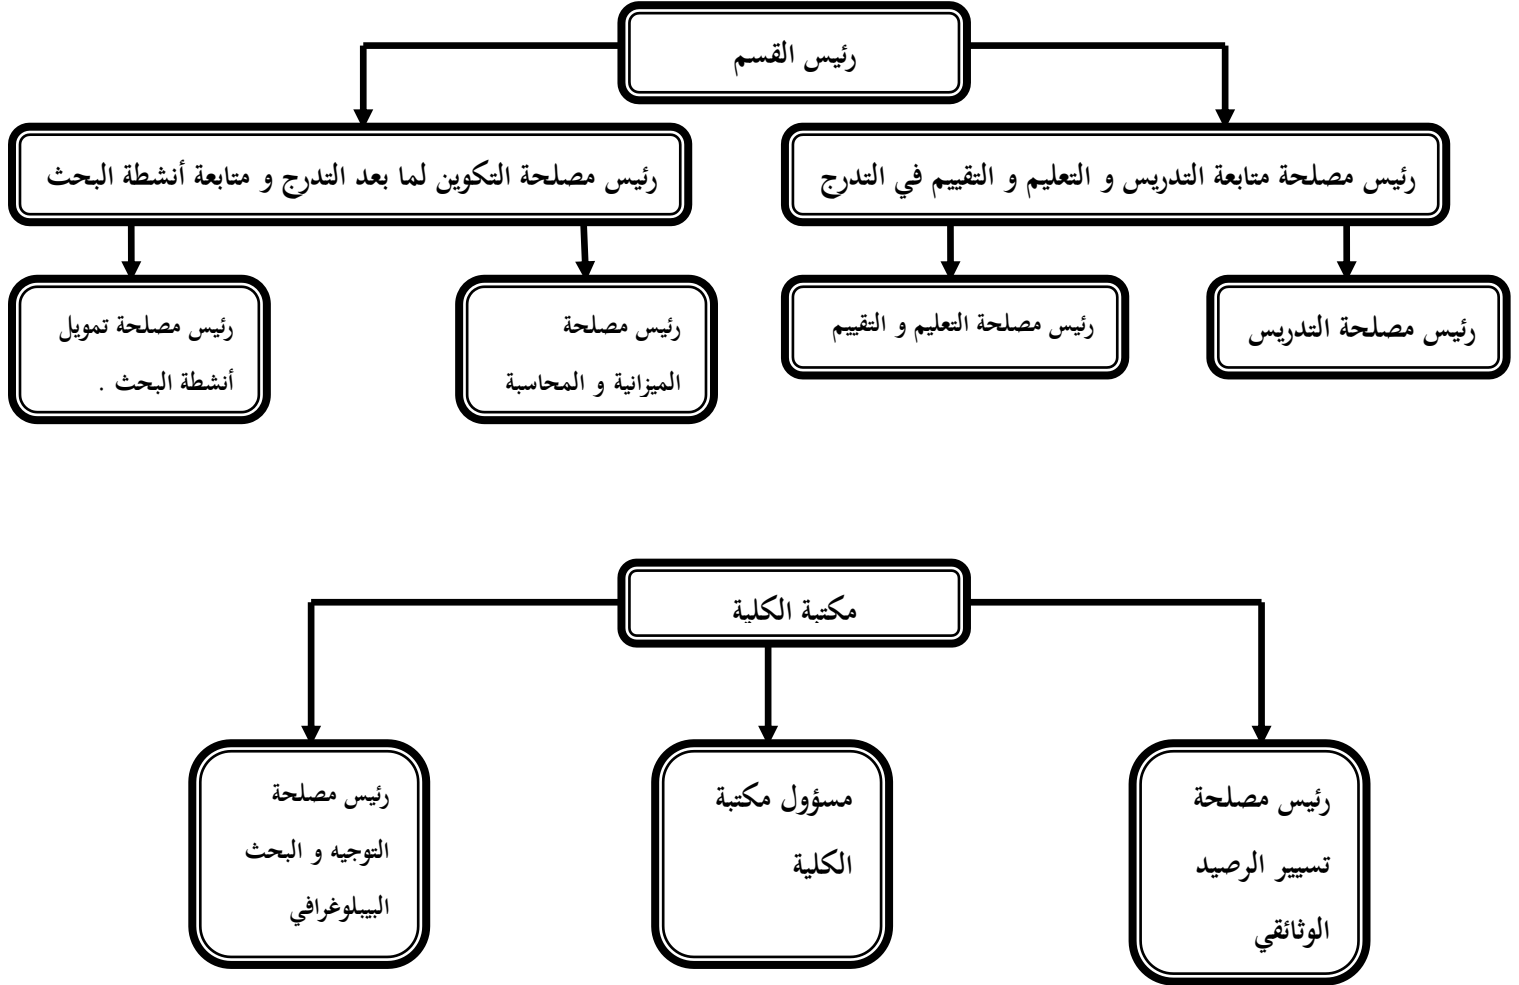 رئيس القسم
رئيس مصلحة متابعة التدريس و التعليم و التقييم في التدرج
رئيس مصلحة التكوين لما بعد التدرج و متابعة أنشطة البحث
رئيس مصلحة التدريس
رئيس مصلحة التعليم و التقييم
رئيس مصلحة
الميزانية و المحاسبة
رئيس مصلحة تمويل
أنشطة البحث .
مكتبة الكلية
رئيس مصلحة
تسيير الرصيد
الوثائقي
مسؤول مكتبة
الكلية
رئيس مصلحة
التوجيه و البحث
البيبلوغرافي